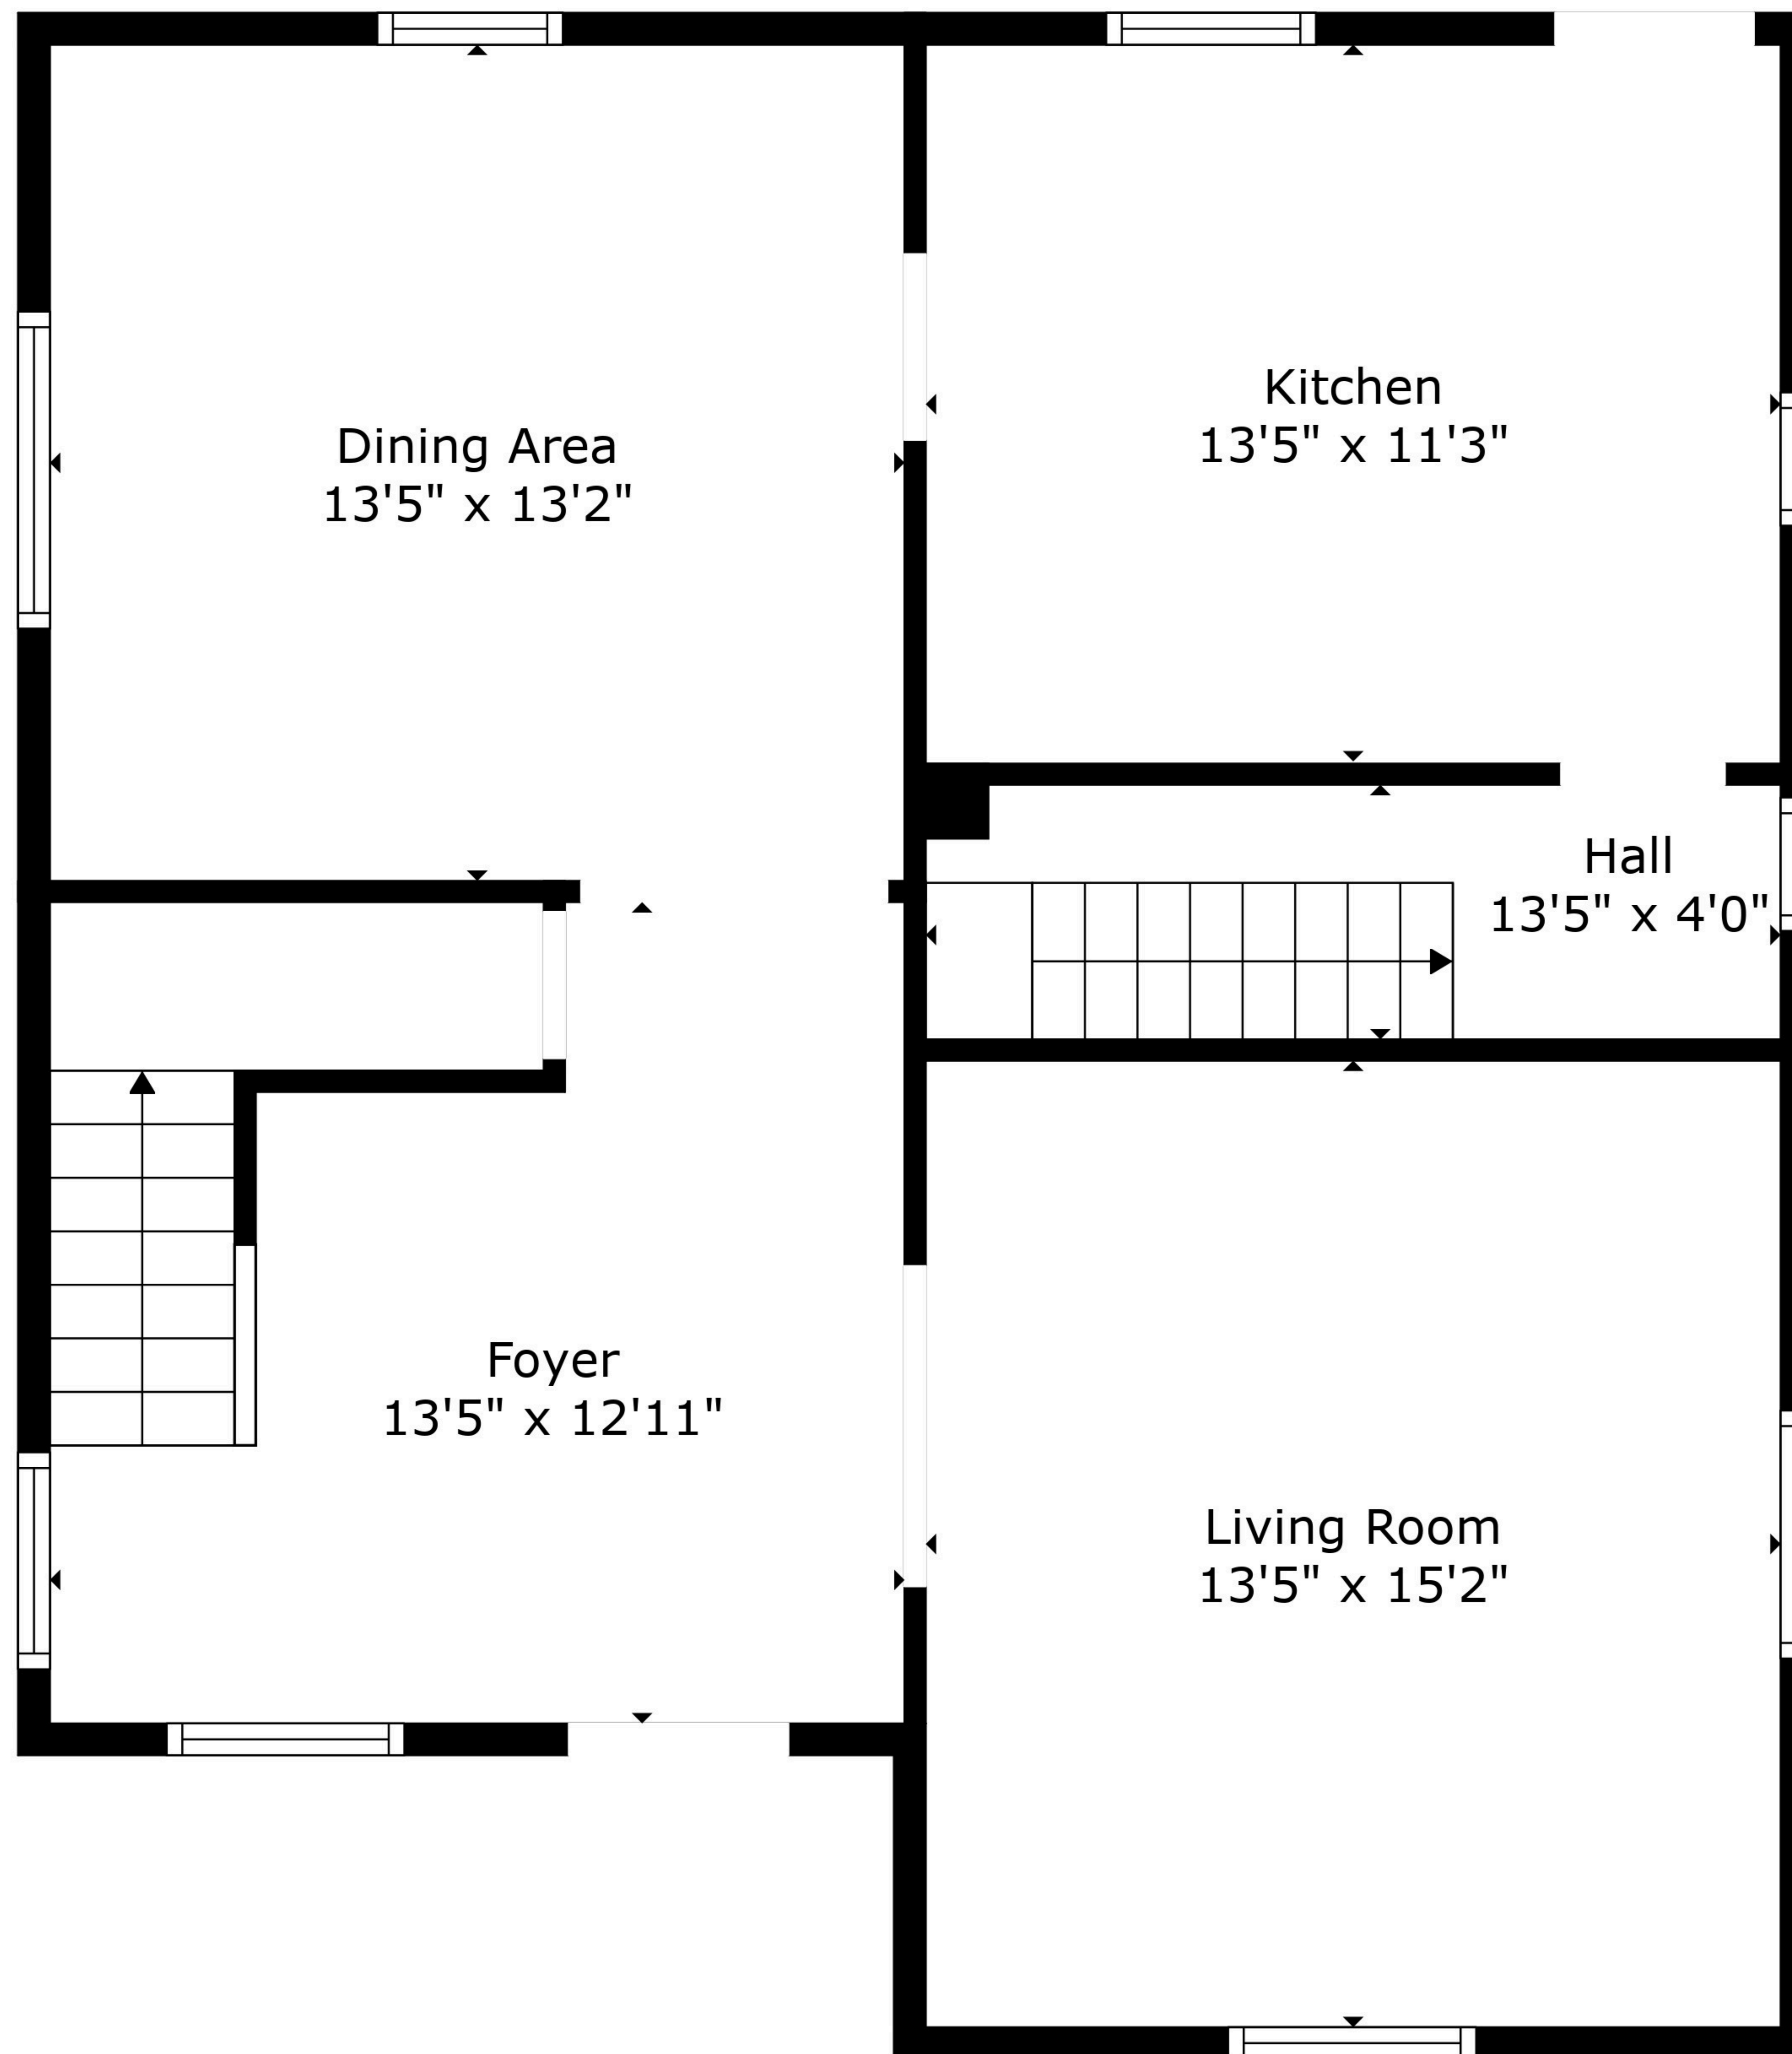 Dining Area
13'5" x 13'2"
Kitchen
13'5" x 11'3"
Hall
13'5" x 4'0"
Foyer
13'5" x 12'11"
Living Room
13'5" x 15'2"